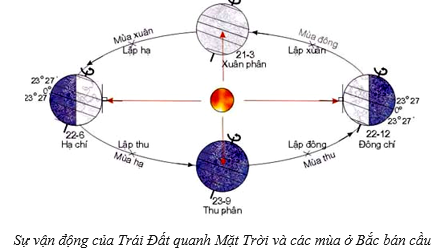 Mùa xuân
Lập hạ
21-3
Xuân phân
Mùa đông
Lập xuân
23°27'
0°
23°27'
22-6
Hạ chí
23°27'
0°
23°27'
22-12
Đông chí
Lập thu
Mùa hạ
23-9
Thu phân
Lập đông
Mùa thu
Sự vận động của Trái Đất quanh Mặt Trời và các mùa ở Bắc bán cầu